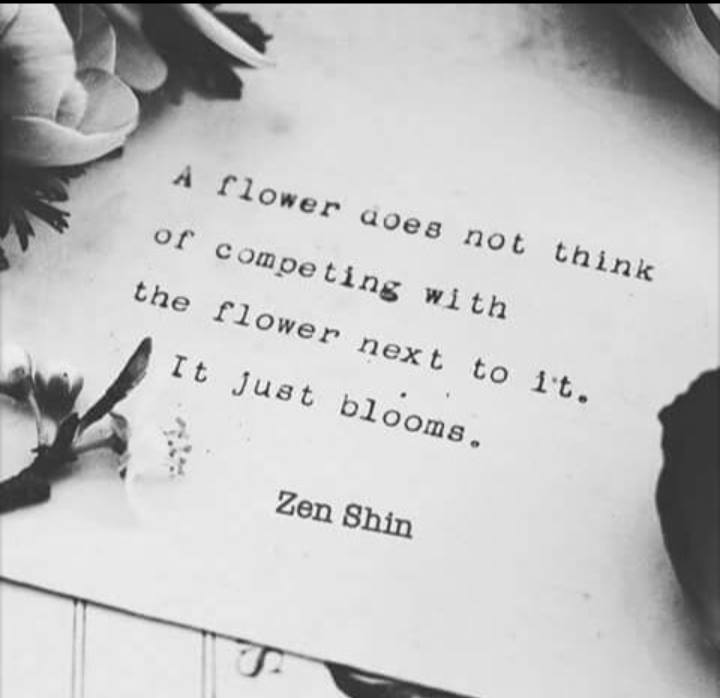 A flower does not think
of competing with
the flower next to it.
It just blooms.
Zen Shin